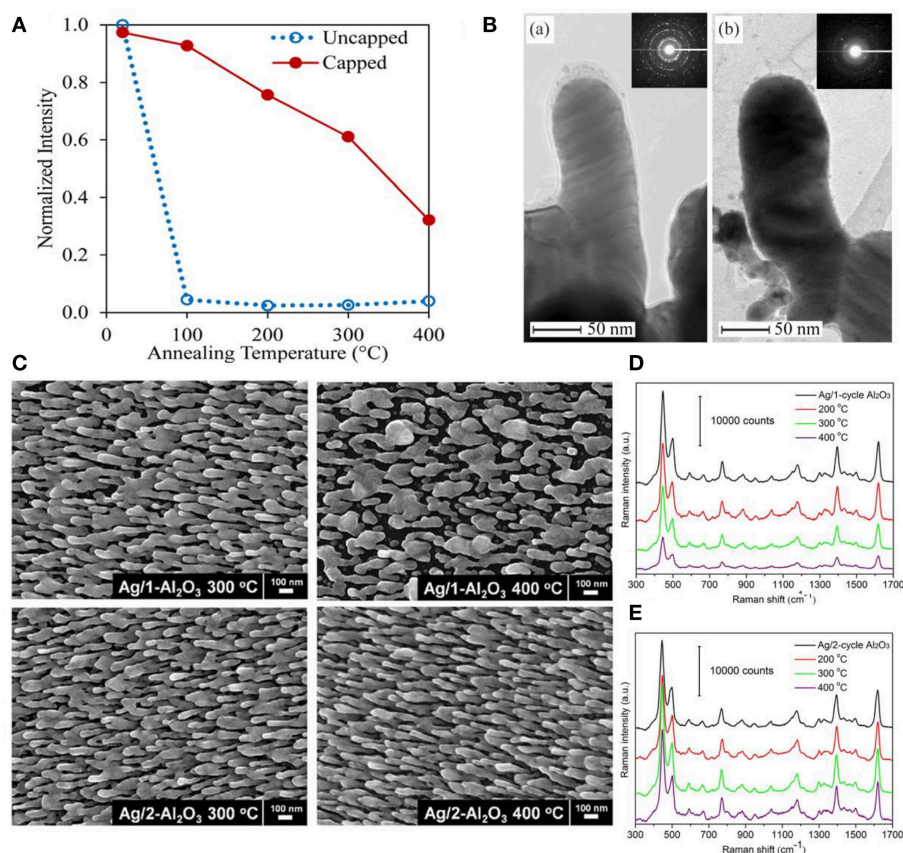 A
Normalized Intensity
1.0
0.8
0.6
0.4
0.2
0.0
0
100
200
300
400
Annealing Temperature (°C)
Uncapped
Capped
B
(a)
50 nm
(b)
50 nm
C
Ag/1-Al₂O₃ 300 °C
100 nm
Ag/1-Al₂O₃ 400 °C
100 nm
Ag/2-Al₂O₃ 300 °C
100 nm
Ag/2-Al₂O₃ 400 °C
100 nm
D
Raman intensity (a.u.)
10000 counts
Ag/1-cycle Al₂O₃
200 °C
300 °C
400 °C
300 500 700 900 1100 1300 1500 1700
Raman shift (cm⁻¹)
E
Raman intensity (a.u.)
10000 counts
Ag/2-cycle Al₂O₃
200 °C
300 °C
400 °C
300 500 700 900 1100 1300 1500 1700
Raman shift (cm⁻¹)